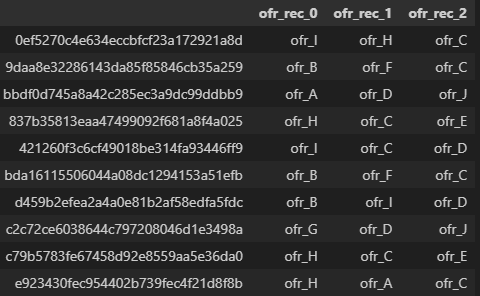 ofr_rec_0 ofr_rec_1 ofr_rec_2
0ef5270c4e634eccbfcf23a172921a8d ofr_I ofr_H ofr_C
9daa8e32286143da85f85846cb35a259 ofr_B ofr_F ofr_C
bbdf0d745a8a42c285ec3a9dc99ddbb9 ofr_A ofr_D ofr_J
837b35813eaa47499092f681a8f4a025 ofr_H ofr_C ofr_E
421260f3c6cf49018be314fa93446ff9 ofr_I ofr_C ofr_D
bda16115506044a08dc1294153a51efb ofr_B ofr_F ofr_C
d459b2efea2a4a0e81b2af58edfa5fdc ofr_B ofr_I ofr_D
c2c72ce6038644c797208046d1e3498a ofr_G ofr_D ofr_J
c79b5783fe67458d92e8559aa5e36da0 ofr_H ofr_C ofr_E
e923430fec954402b739fec4f21d8f8b ofr_H ofr_A ofr_C